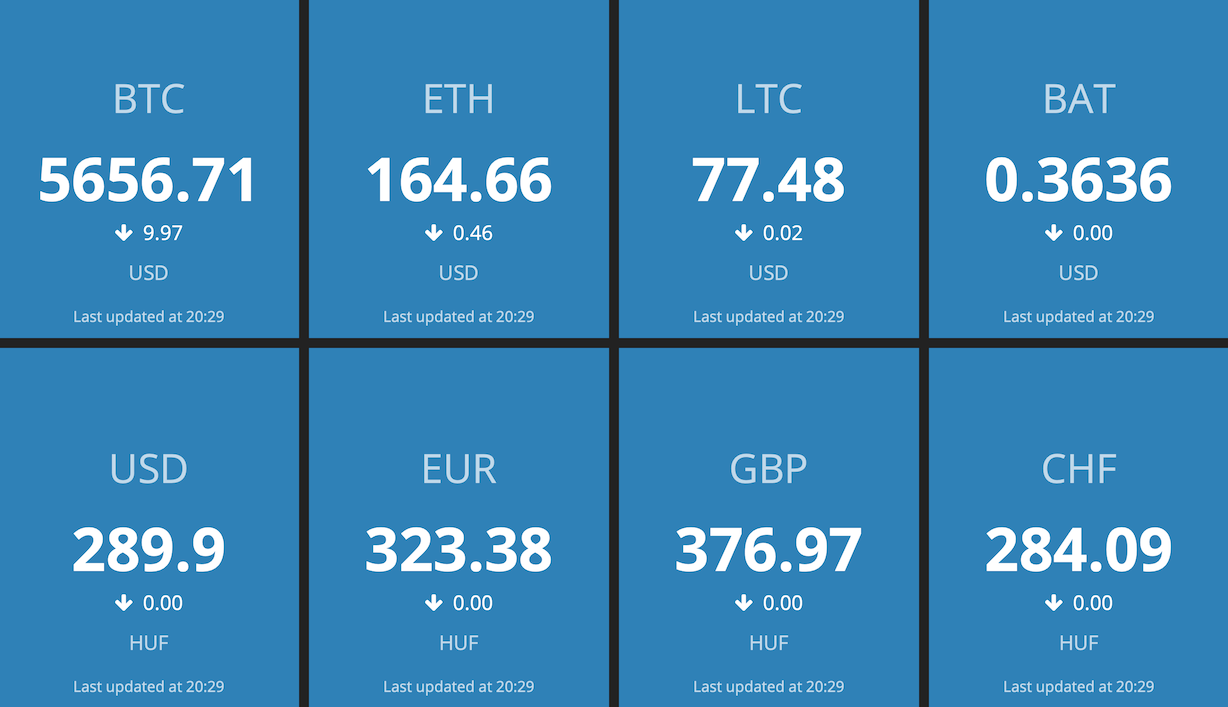 BTC
5656.71
↓ 9.97
USD
Last updated at 20:29
ETH
164.66
↓ 0.46
USD
Last updated at 20:29
LTC
77.48
↓ 0.02
USD
Last updated at 20:29
BAT
0.3636
↓ 0.00
USD
Last updated at 20:29
USD
289.9
↓ 0.00
HUF
Last updated at 20:29
EUR
323.38
↓ 0.00
HUF
Last updated at 20:29
GBP
376.97
↓ 0.00
HUF
Last updated at 20:29
CHF
284.09
↓ 0.00
HUF
Last updated at 20:29